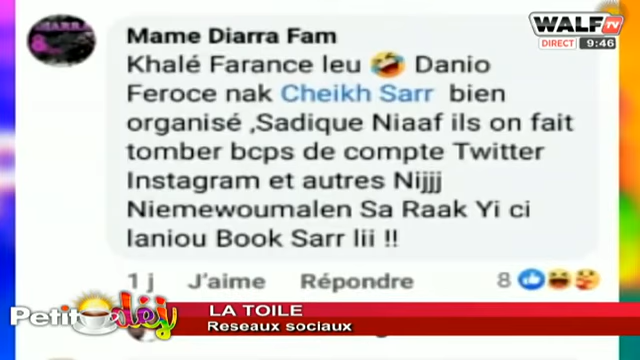 WALF TV
DIRECT 9:46
Mame Diarra Fam
Khalé Farance leu 🤣 Danio
Feroce nak Cheikh Sarr bien
organisé ,Sadique Niaaf ils on fait
tomber bcps de compte Twitter
Instagram et autres Nijjj
Niemewoumalen Sa Raak Yi ci
laniou Book Sarr lii !!
1 j J'aime Répondre 8
Petit déj
LA TOILE
Reseaux sociaux